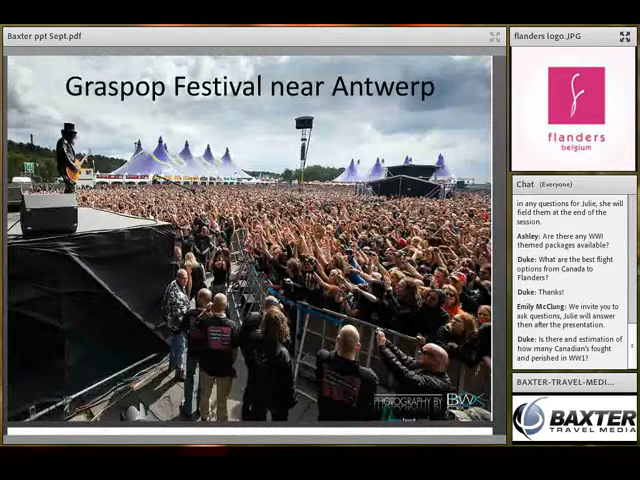 Baxter ppt Sept.pdf
Graspop Festival near Antwerp
PHOTOGRAPHY BY
flanders logo.JPG
flanders
belgium
Chat (Everyone)
in any questions for Julie, she will
field them at the end of the
session.
Ashley: Are there any WWI
themed packages available?
Duke: What are the best flight
options from Canada to
Flanders?
Duke: Thanks!
Emily McClung: We invite you to
ask questions, Julie will answer
then after the presentation.
Duke: Is there and estimation of
how many Canadian's fought
and perished in WW1?
BAXTER-TRAVEL-MEDI...
BAXTER
TRAVEL MEDIA